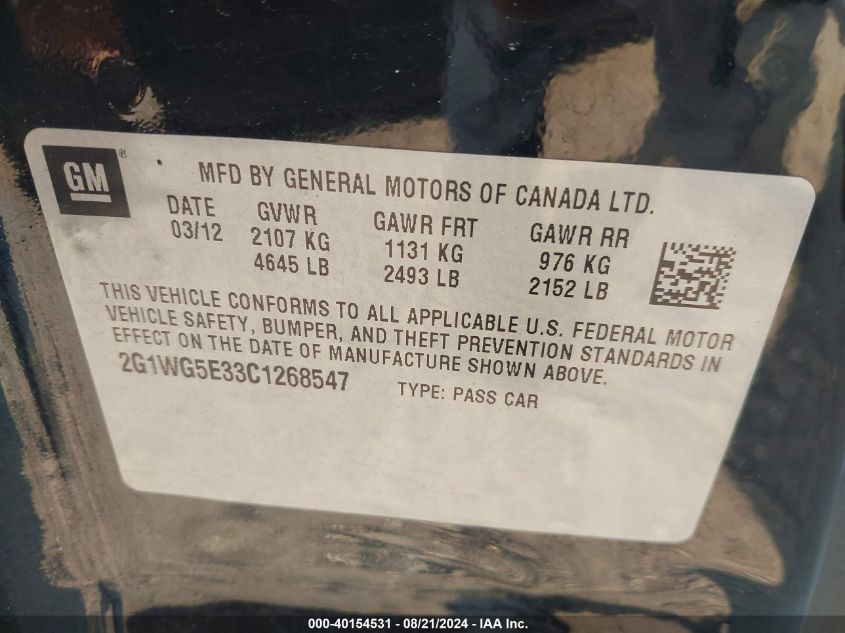 GM
MFD BY GENERAL MOTORS OF CANADA LTD.
DATE GVWR GAWR FRT GAWR RR
03/12 2107 KG 1131 KG 976 KG
4645 LB 2493 LB 2152 LB
THIS VEHICLE CONFORMS TO ALL APPLICABLE U.S. FEDERAL MOTOR
VEHICLE SAFETY, BUMPER, AND THEFT PREVENTION STANDARDS IN
EFFECT ON THE DATE OF MANUFACTURE SHOWN ABOVE.
2G1WG5E33C1268547 TYPE: PASS CAR
000-40154531 - 08/21/2024 - IAA Inc.